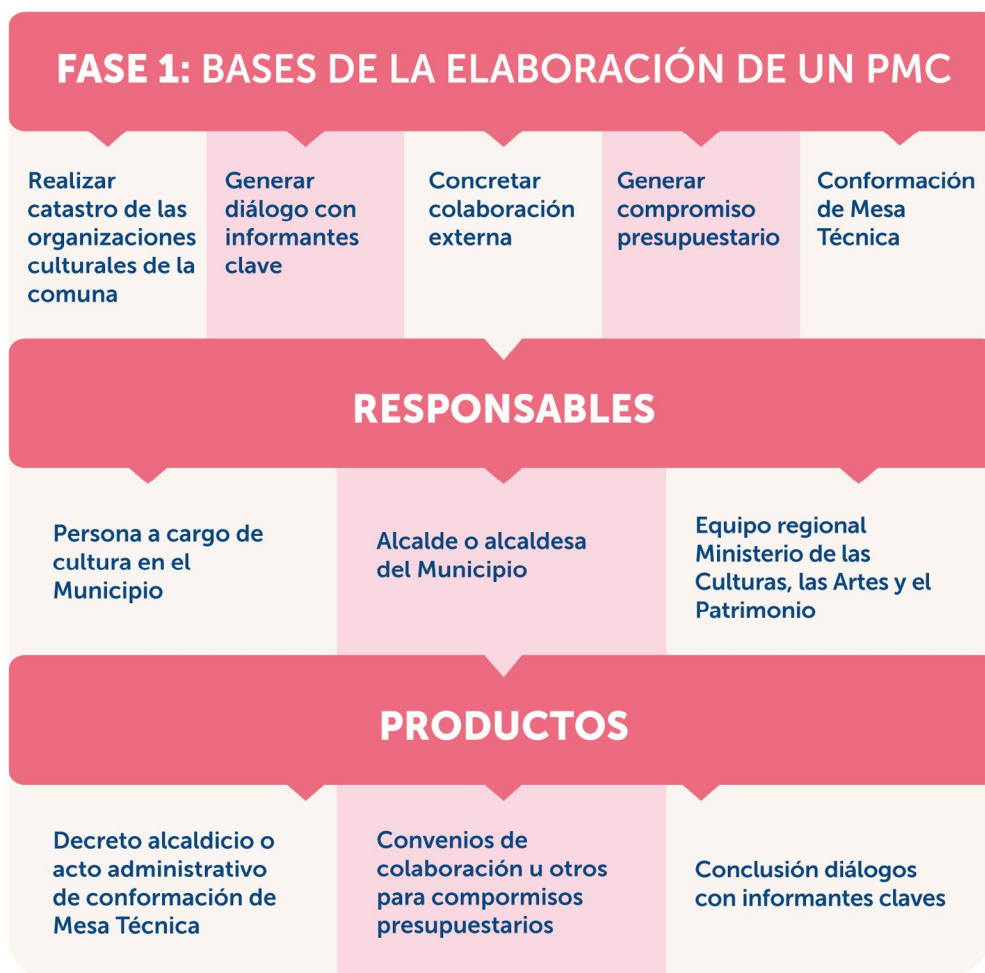 FASE 1: BASES DE LA ELABORACIÓN DE UN PMC
Realizar
catastro de las
organizaciones
culturales de la
comuna
Generar
diálogo con
informantes
clave
Concretar
colaboración
externa
Generar
compromiso
presupuestario
Conformación
de Mesa
Técnica
RESPONSABLES
Persona a cargo de
cultura en el
Municipio
Alcalde o alcaldesa
del Municipio
Equipo regional
Ministerio de las
Culturas, las Artes y el
Patrimonio
PRODUCTOS
Decreto alcaldicio o
acto administrativo
de conformación de
Mesa Técnica
Convenios de
colaboración u otros
para compormisos
presupuestarios
Conclusión diálogos
con informantes claves